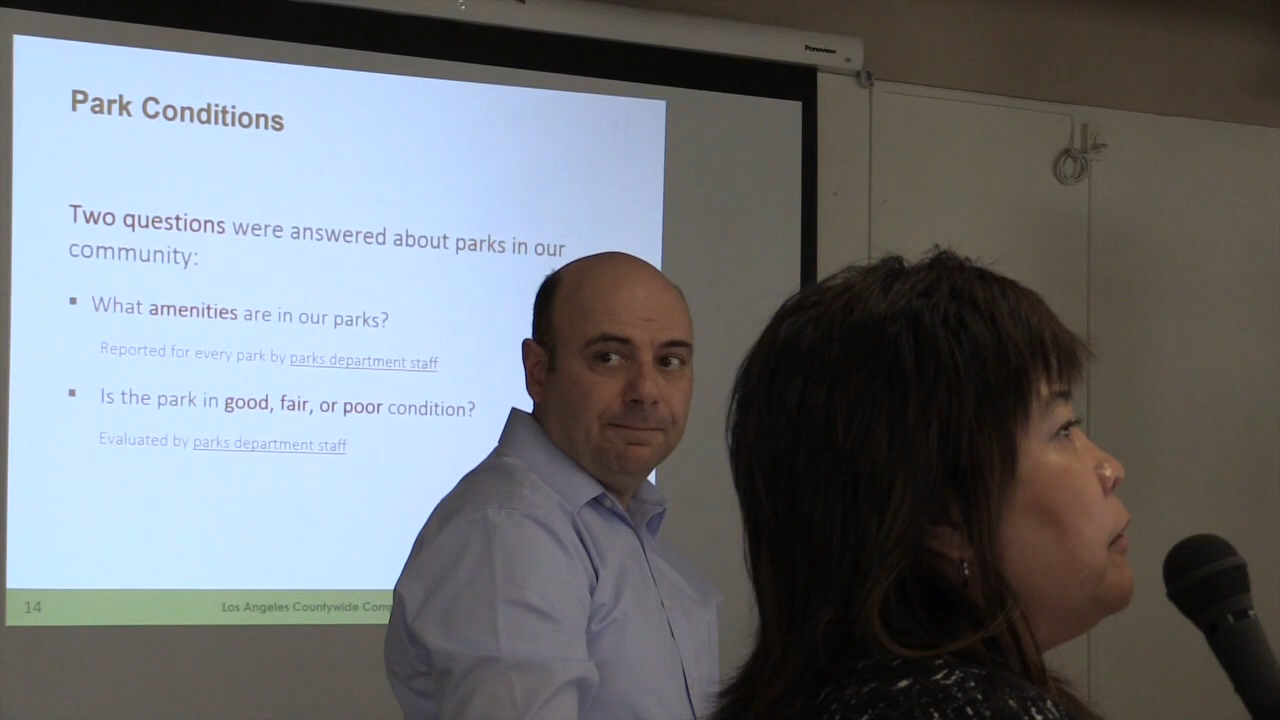 Pareview
Park Conditions
Two questions were answered about parks in our
community:
▪ What amenities are in our parks?
Reported for every park by parks department staff
▪ Is the park in good, fair, or poor condition?
Evaluated by parks department staff
14
Los Angeles Countywide Comp